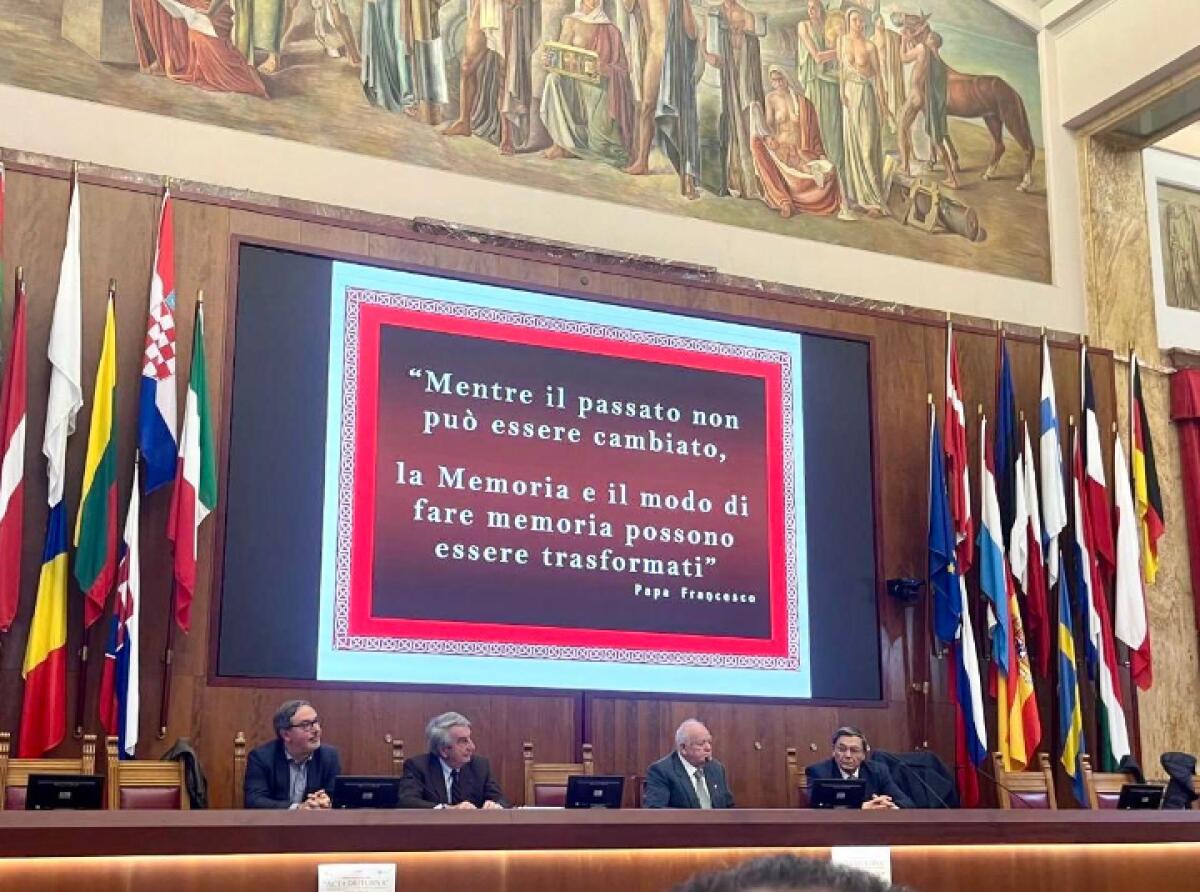 “Mentre il passato non
può essere cambiato,
la Memoria e il modo di
fare memoria possono
essere trasformati”
Papa Francesco